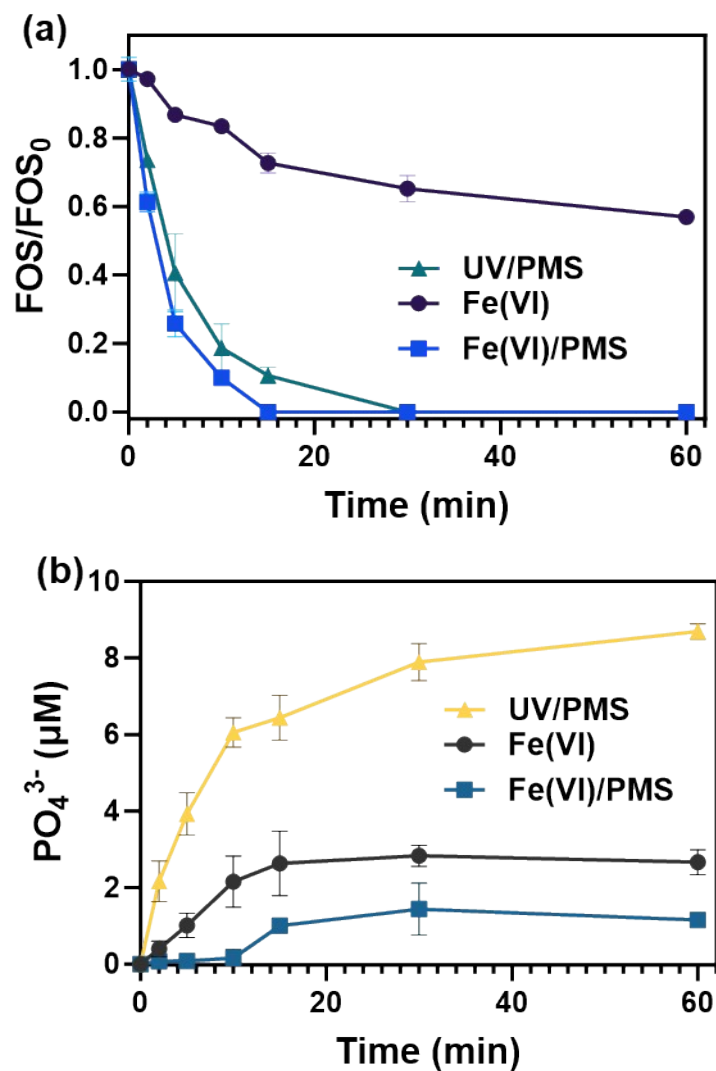 (a)
1.0
0.8
0.6
0.4
0.2
0.0
FOS/FOS₀
UV/PMS
Fe(VI)
Fe(VI)/PMS
0 20 40 60
Time (min)
(b)
10
8
6
4
2
0
PO₄³⁻ (µM)
UV/PMS
Fe(VI)
Fe(VI)/PMS
0 20 40 60
Time (min)